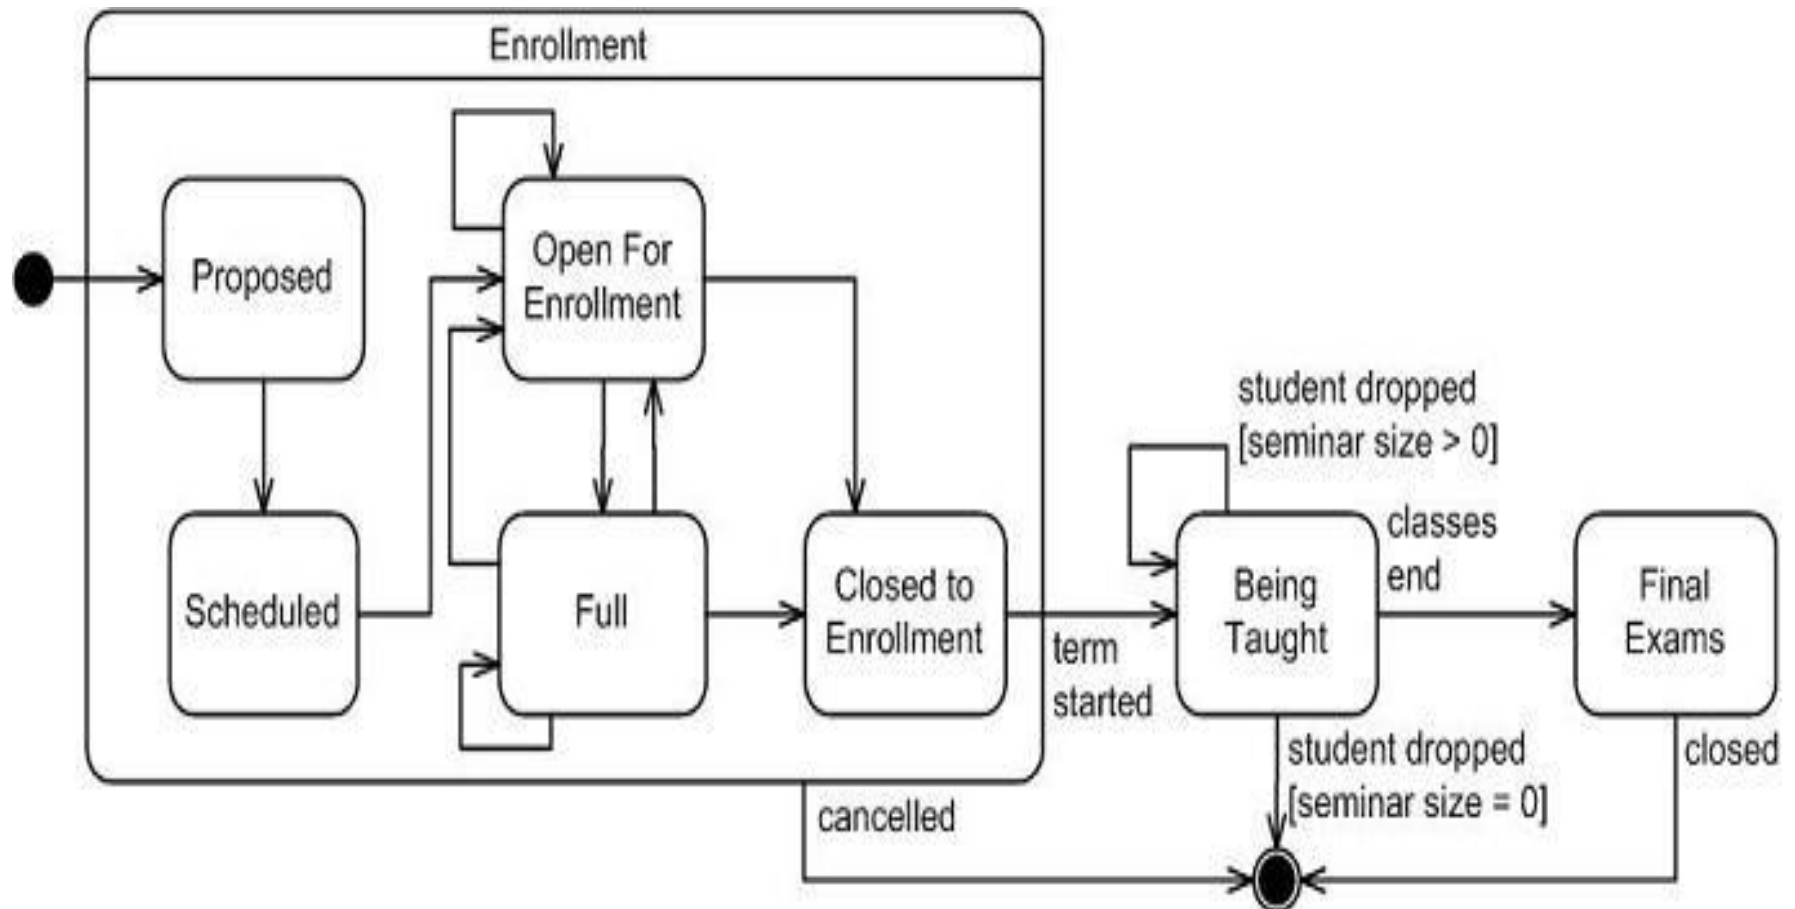 Enrollment
Proposed
Open For
Enrollment
Scheduled
Full
Closed to
Enrollment
term
started
student dropped
[seminar size > 0]
Being
Taught
classes
end
Final
Exams
cancelled
student dropped
[seminar size = 0]
closed